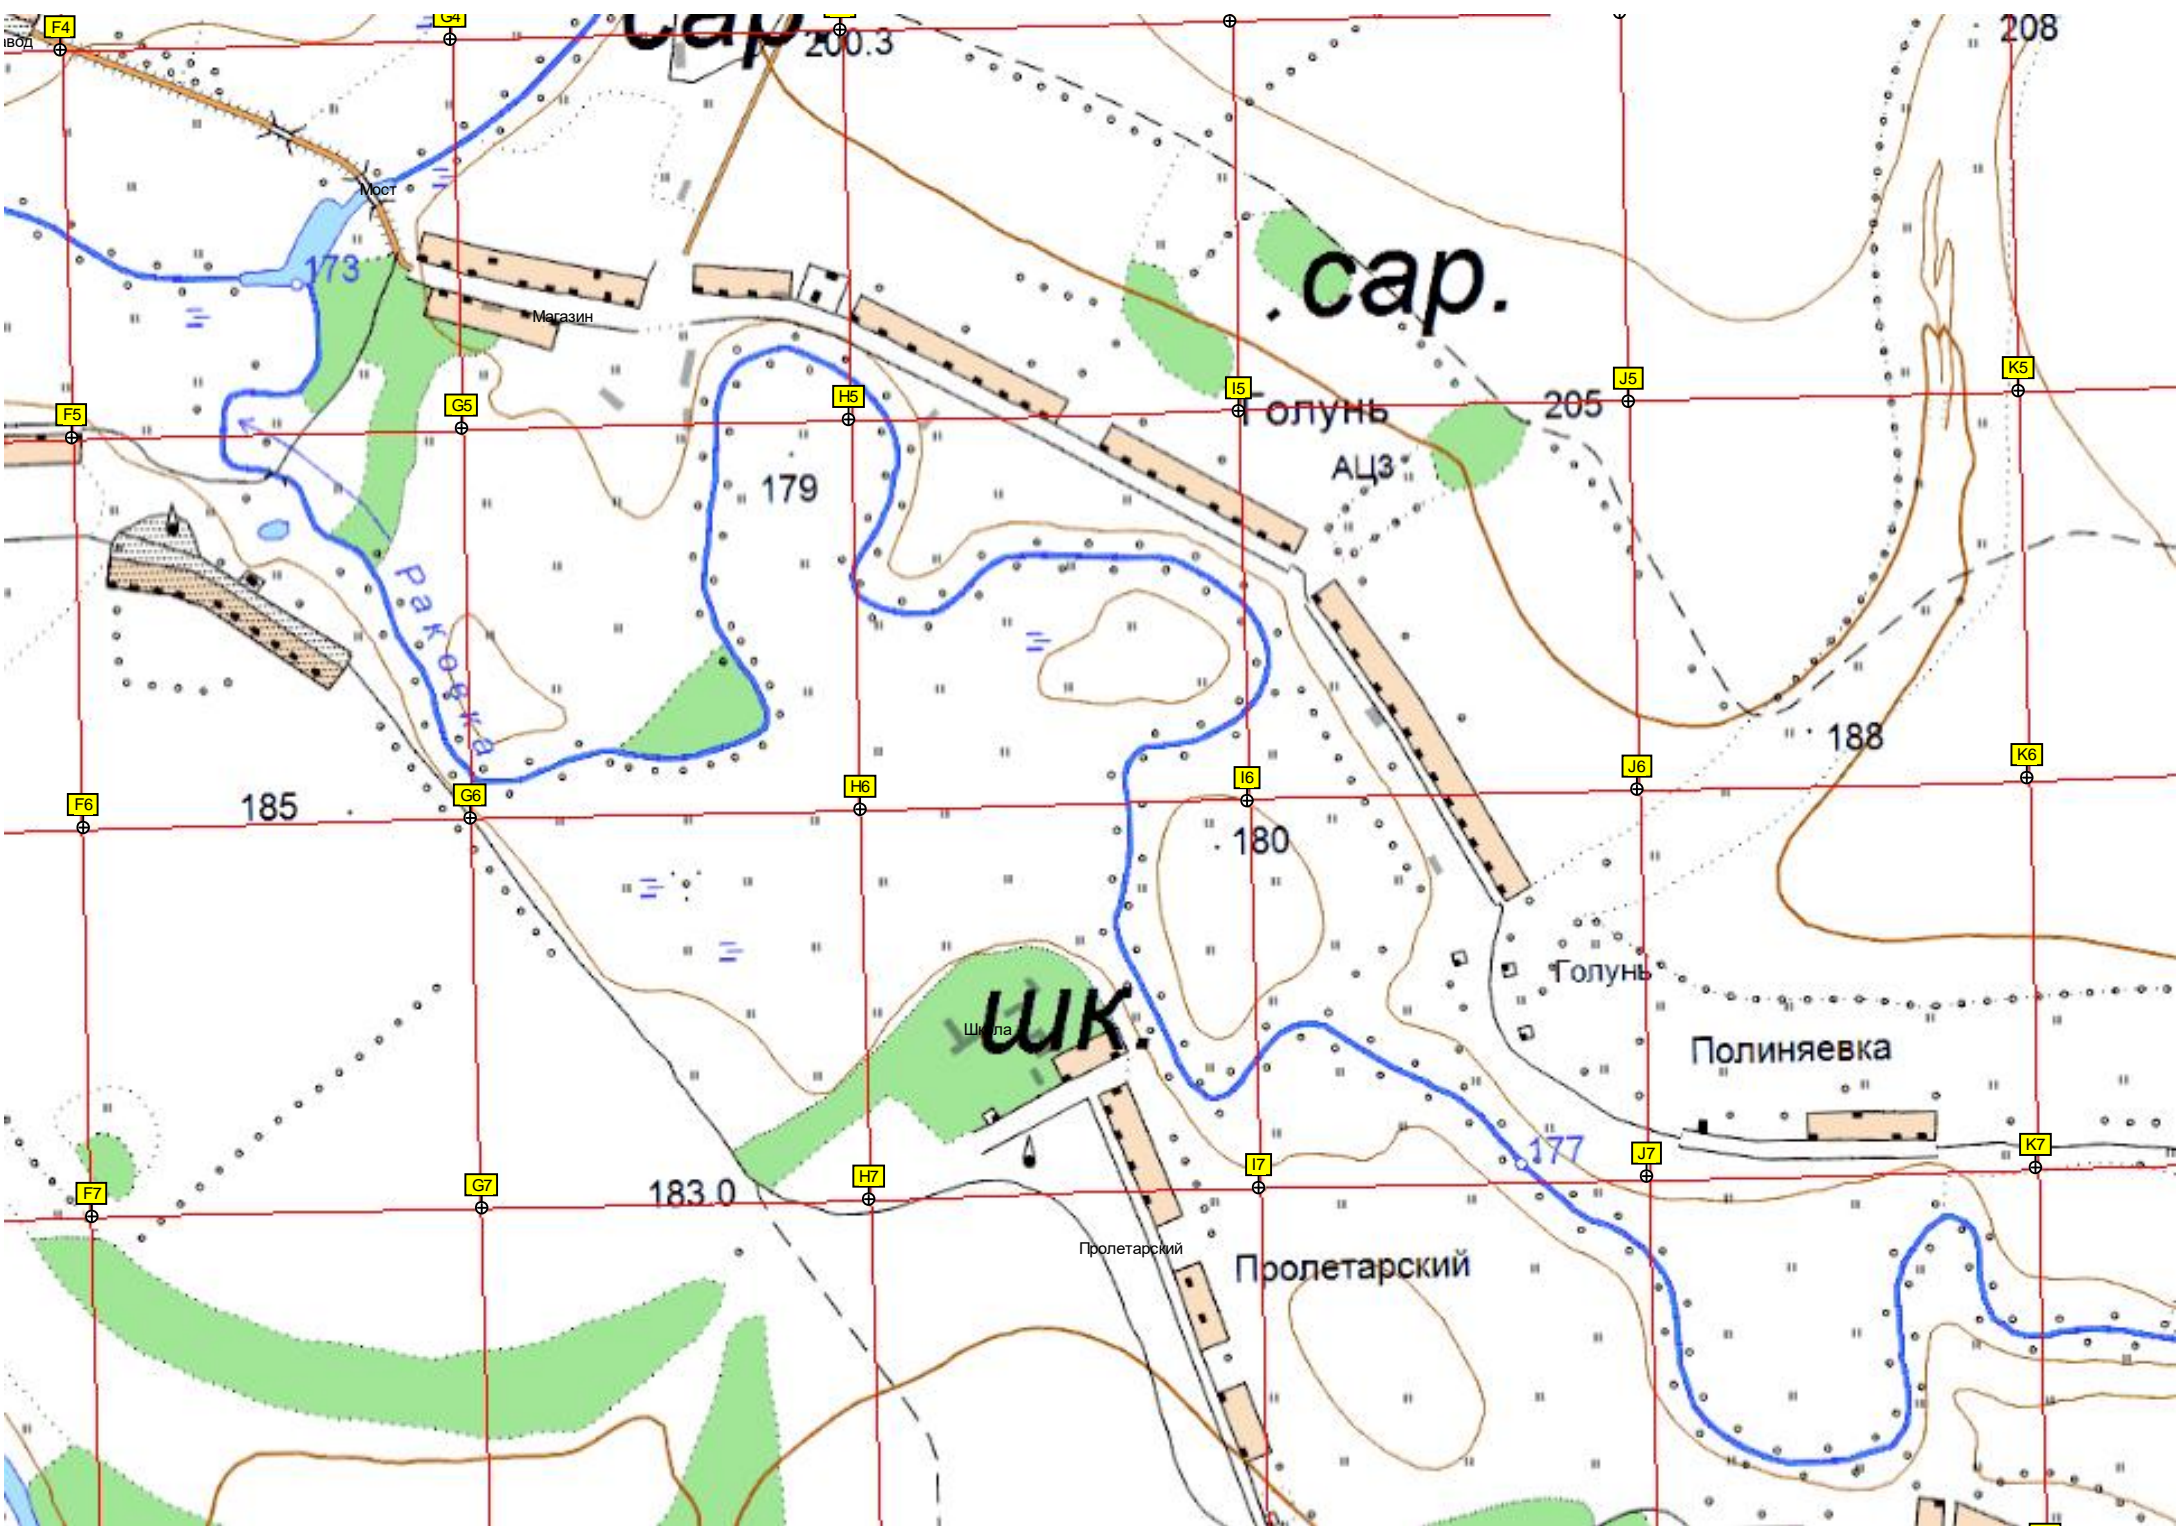 F4
G4
сар.
200.3
208
Мост
173
Магазин
сар.
F5
G5
H5
I5
J5
K5
Голунь
205
АЦЗ
179
Раковка
185
F6
G6
H6
I6
J6
K6
188
180
Голунь
шк.
Школа
Полиняевка
177
183.0
F7
G7
H7
I7
J7
K7
Пролетарский
Пролетарский